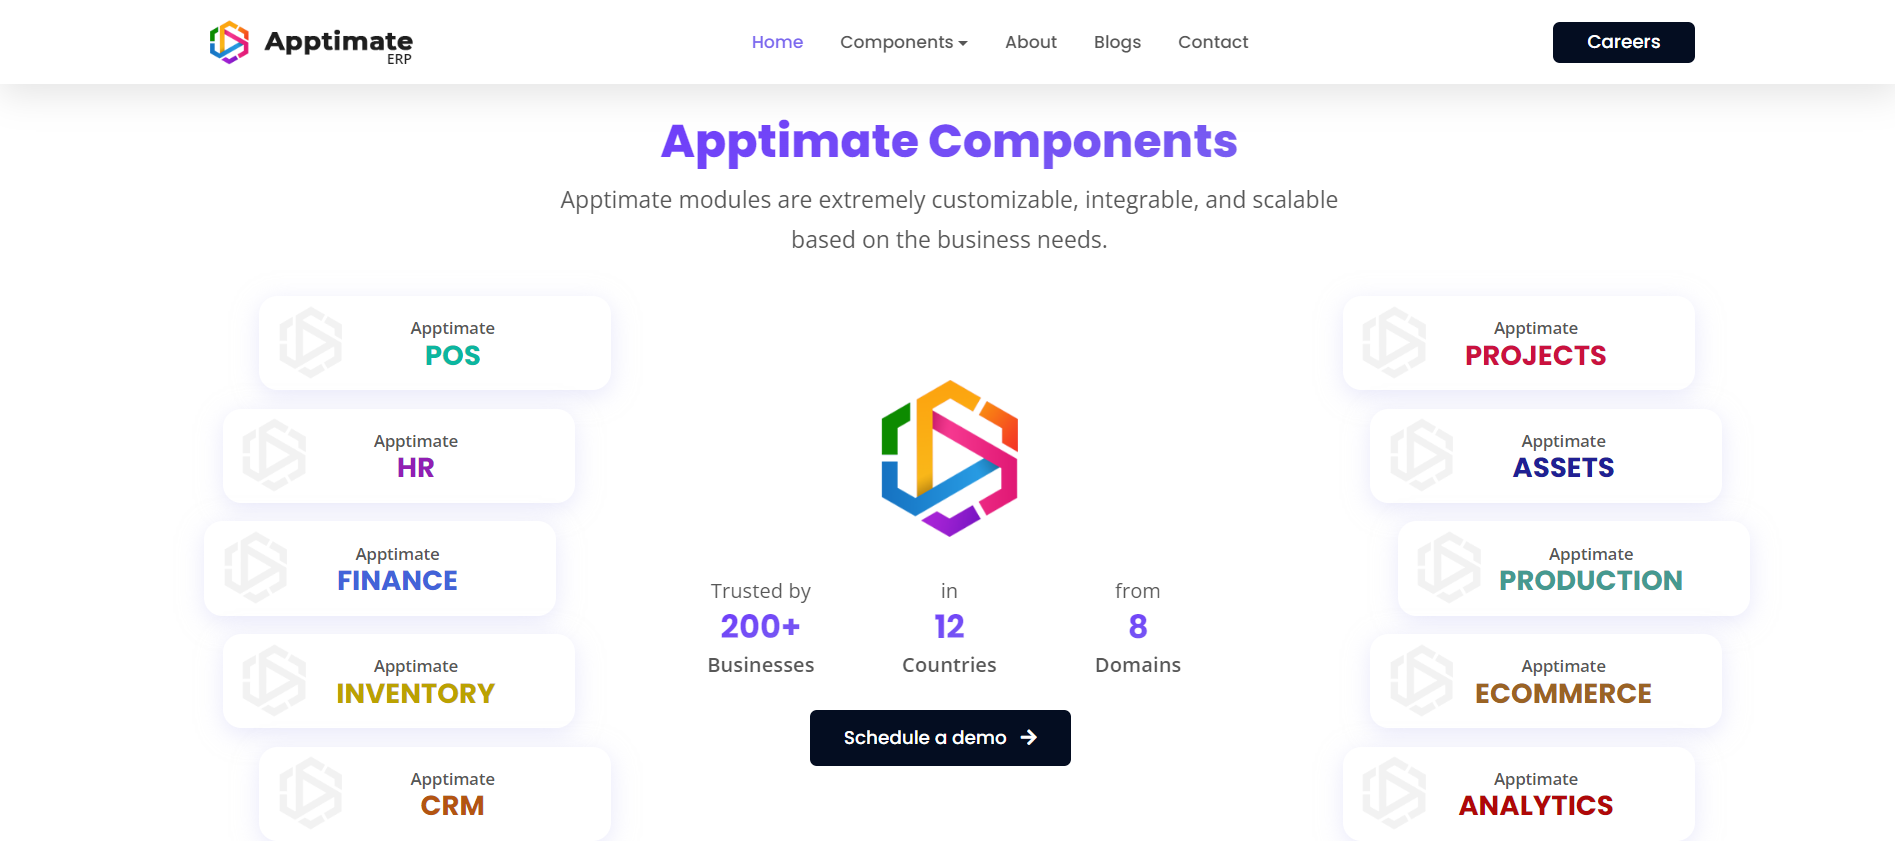 Apptimate
ERP
Home
Components
About
Blogs
Contact
Careers
Apptimate Components
Apptimate modules are extremely customizable, integrable, and scalable
based on the business needs.
Apptimate
POS
Apptimate
HR
Apptimate
FINANCE
Apptimate
INVENTORY
Apptimate
CRM
Trusted by
200+
Businesses
in
12
Countries
from
8
Domains
Schedule a demo
Apptimate
PROJECTS
Apptimate
ASSETS
Apptimate
PRODUCTION
Apptimate
ECOMMERCE
Apptimate
ANALYTICS